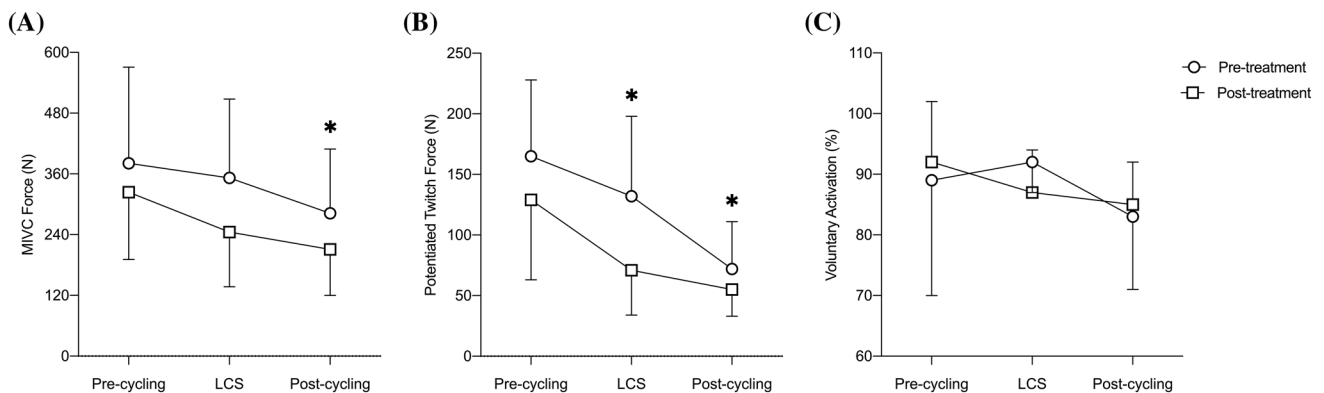 (A)
MIVC Force (N)
600
480
360
240
120
0
Pre-cycling LCS Post-cycling
*
(B)
Potentiated Twitch Force (N)
250
200
150
100
50
0
Pre-cycling LCS Post-cycling
*
*
(C)
Voluntary Activation (%)
110
100
90
80
70
60
Pre-cycling LCS Post-cycling
Pre-treatment
Post-treatment